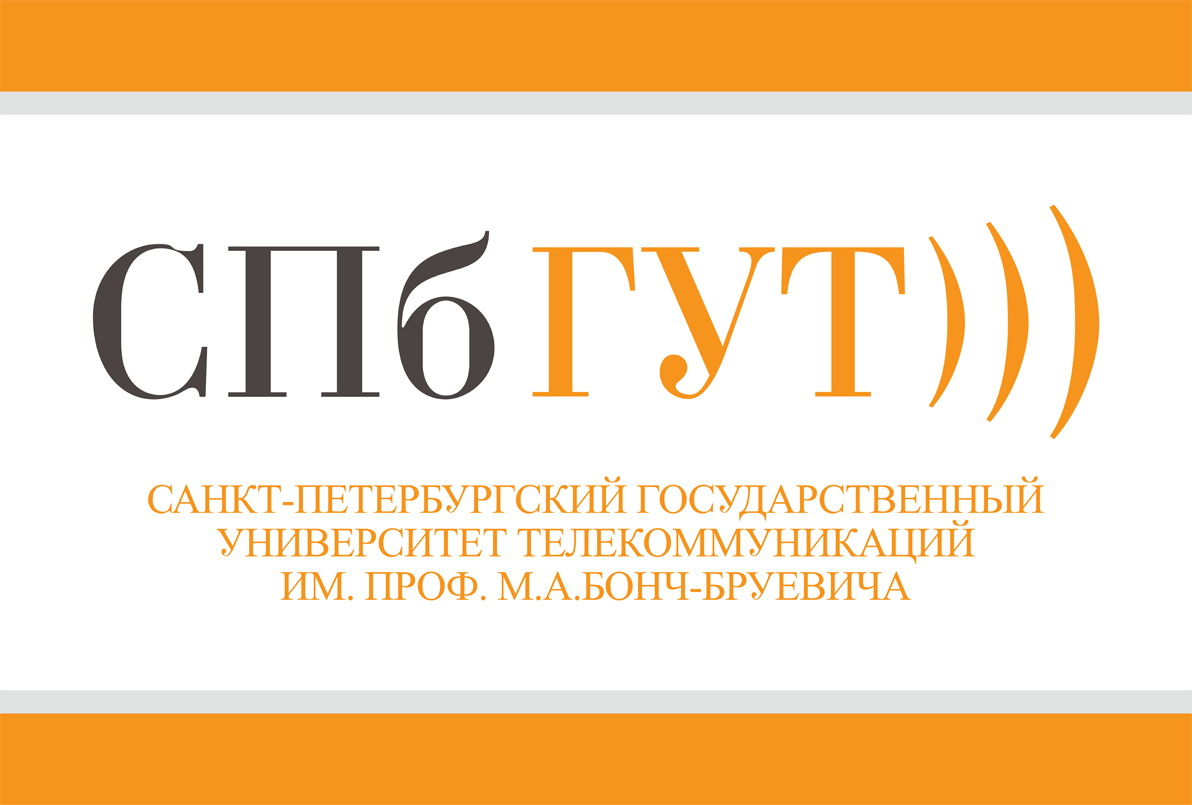 СПбГУТ)))
САНКТ-ПЕТЕРБУРГСКИЙ ГОСУДАРСТВЕННЫЙ
УНИВЕРСИТЕТ ТЕЛЕКОММУНИКАЦИЙ
ИМ. ПРОФ. М.А.БОНЧ-БРУЕВИЧА